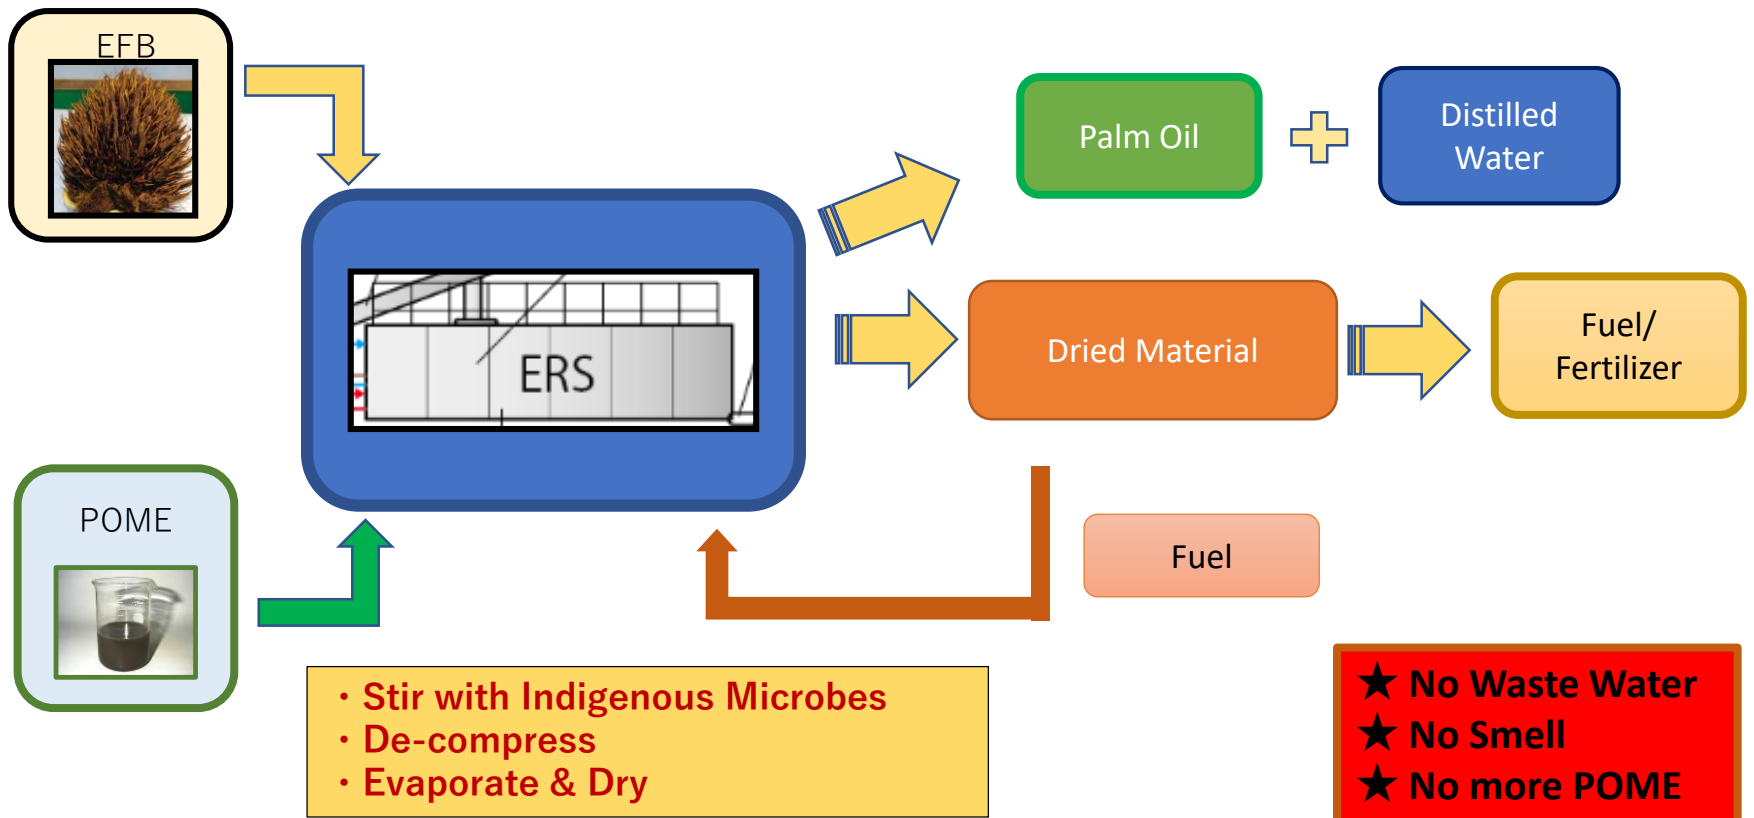 EFB
Palm Oil
Distilled
Water
ERS
Dried Material
Fuel/
Fertilizer
POME
Fuel
・Stir with Indigenous Microbes
・De-compress
・Evaporate & Dry
★ No Waste Water
★ No Smell
★ No more POME